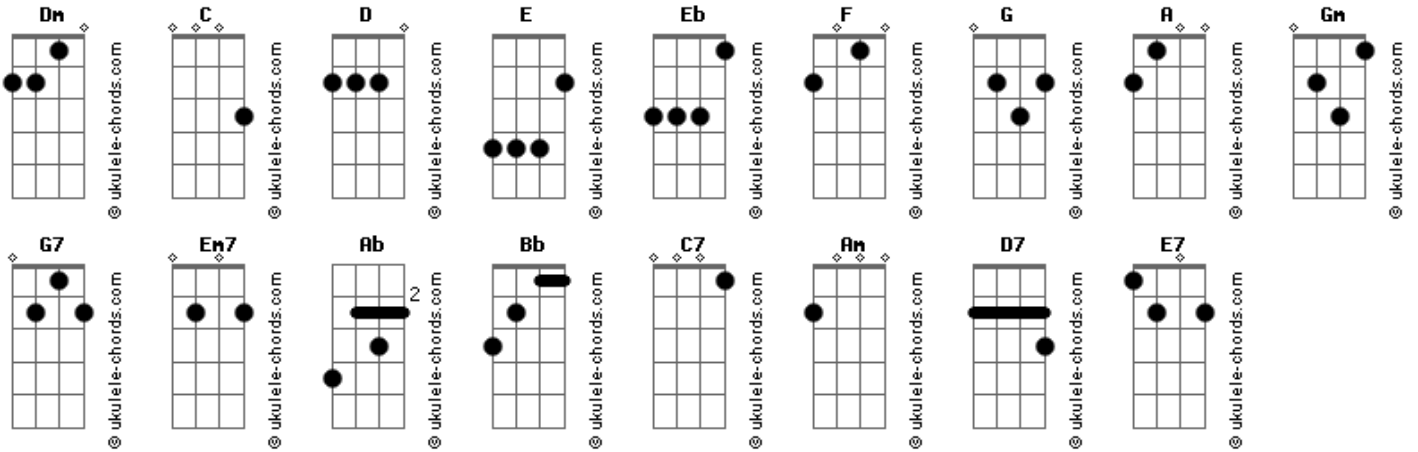 Dm C D E Eb F G A Gm
© ukulele-chords.com © ukulele-chords.com © ukulele-chords.com © ukulele-chords.com © ukulele-chords.com © ukulele-chords.com © ukulele-chords.com © ukulele-chords.com © ukulele-chords.com
G7 Em7 Ab Bb C7 Am D7 E7
2
© ukulele-chords.com © ukulele-chords.com © ukulele-chords.com © ukulele-chords.com © ukulele-chords.com © ukulele-chords.com © ukulele-chords.com © ukulele-chords.com